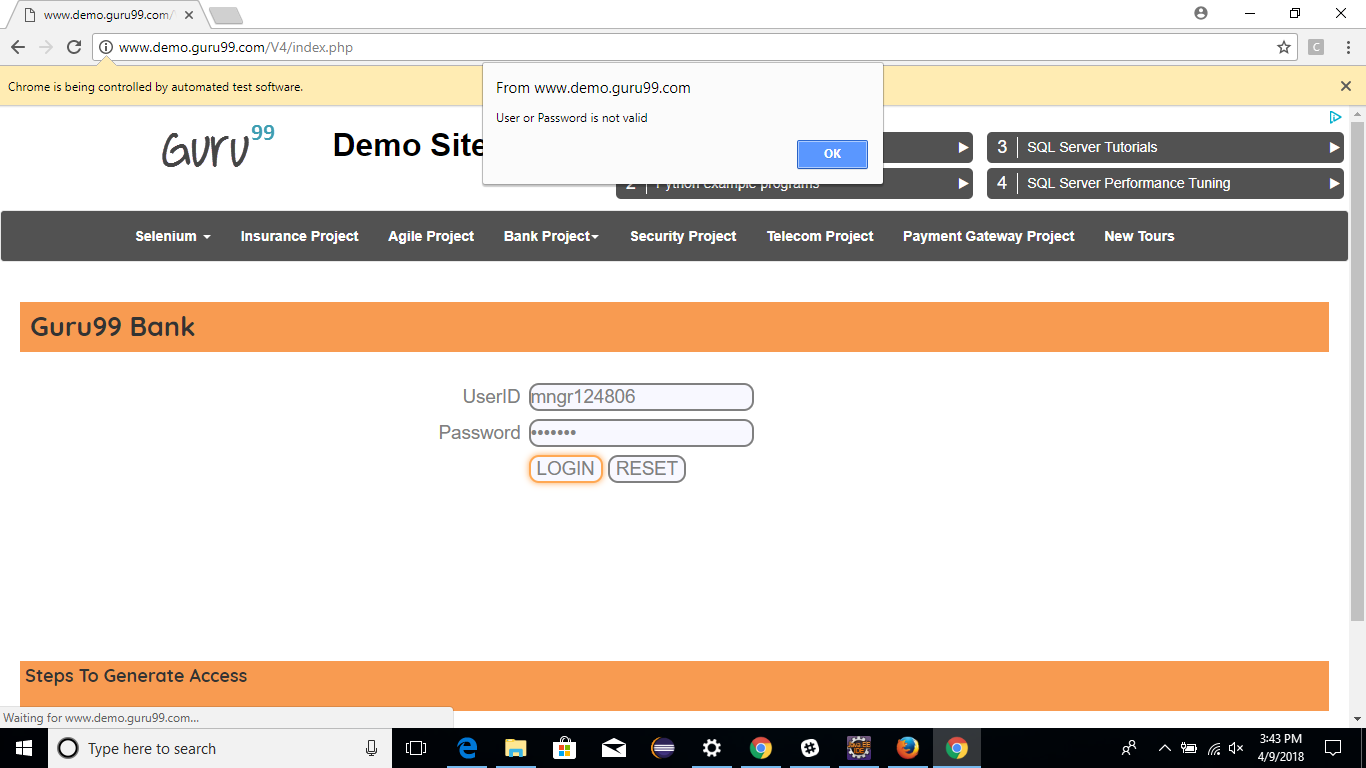 www.demo.guru99.com/
www.demo.guru99.com/V4/index.php
C
Chrome is being controlled by automated test software.
From www.demo.guru99.com
User or Password is not valid
OK
Guru99
Demo Site
2 Python example programs
3 SQL Server Tutorials
4 SQL Server Performance Tuning
Selenium Insurance Project Agile Project Bank Project Security Project Telecom Project Payment Gateway Project New Tours
Guru99 Bank
UserID mngr124806
Password •••••••
LOGIN RESET
Steps To Generate Access
Waiting for www.demo.guru99.com...
Type here to search
3:43 PM
4/9/2018